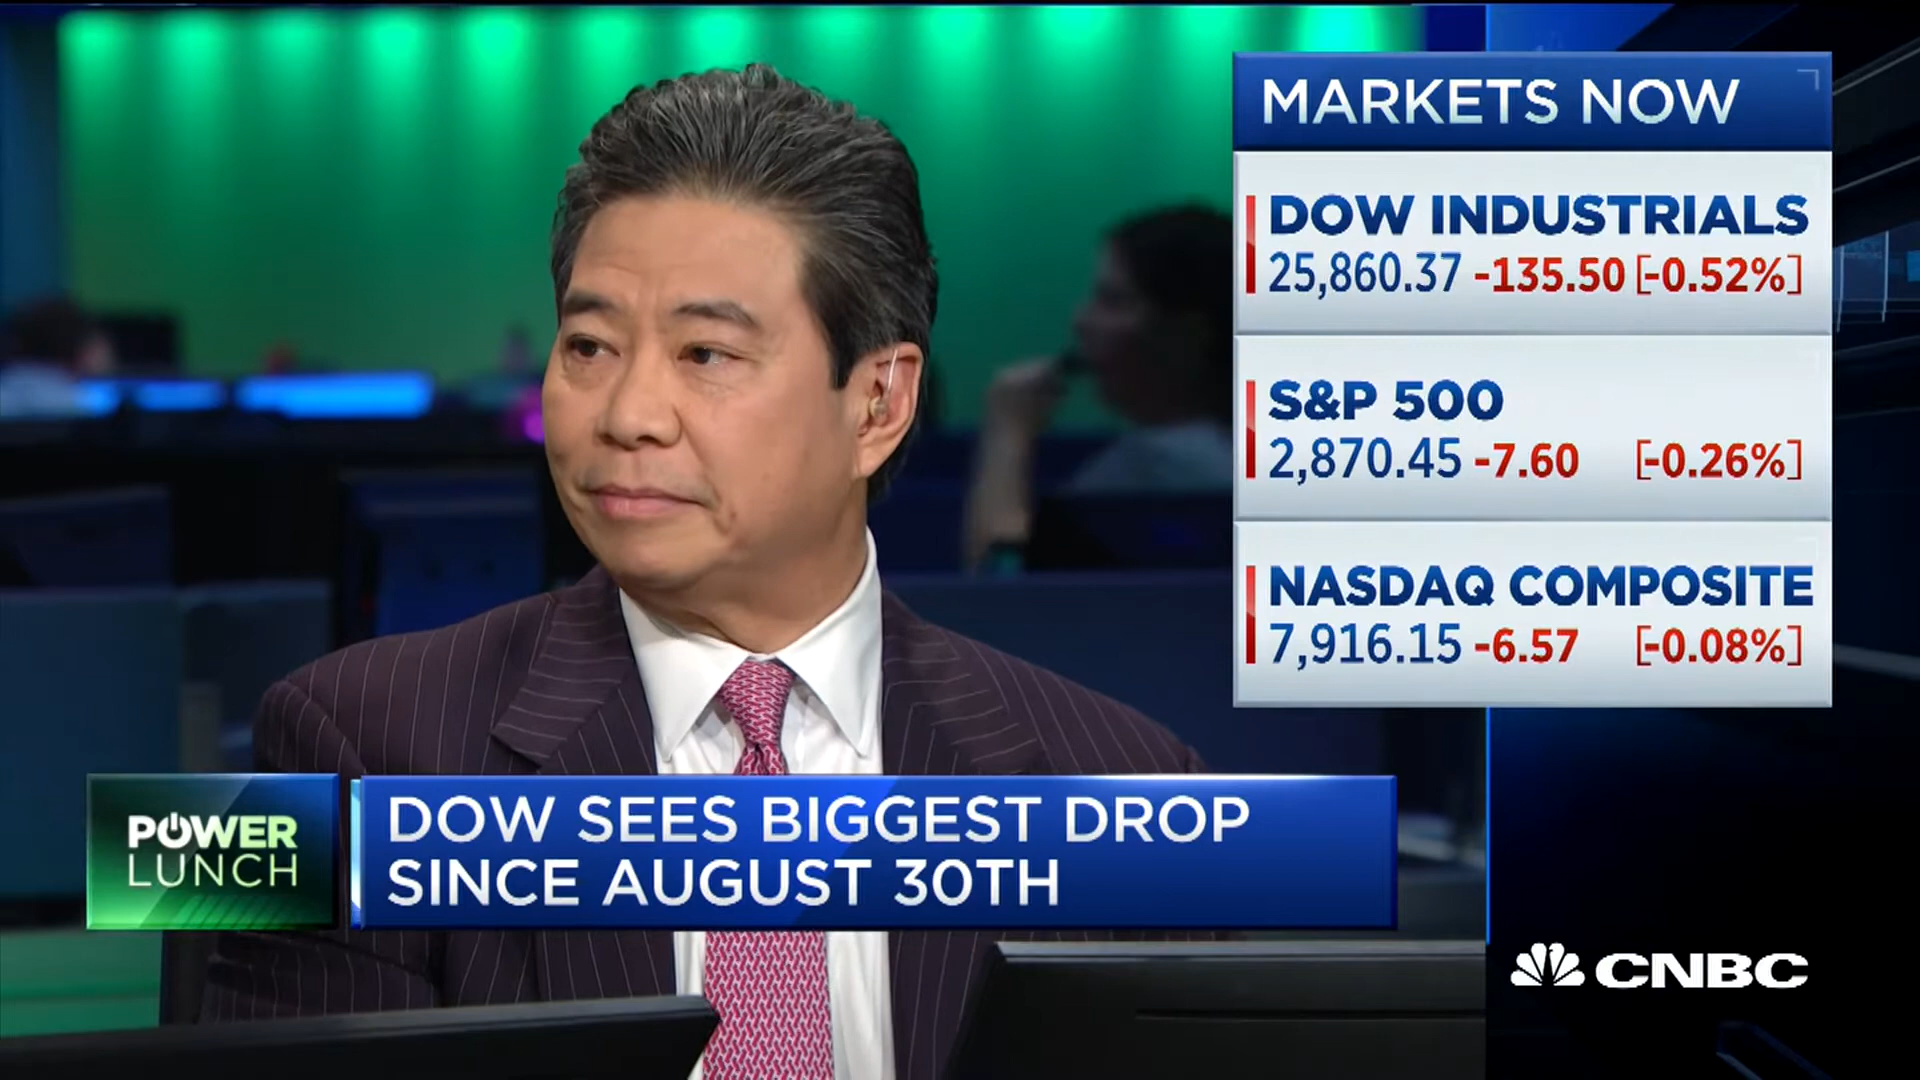 MARKETS NOW
DOW INDUSTRIALS
25,860.37 -135.50 [-0.52%]
S&P 500
2,870.45 -7.60 [-0.26%]
NASDAQ COMPOSITE
7,916.15 -6.57 [-0.08%]
POWER
LUNCH
DOW SEES BIGGEST DROP
SINCE AUGUST 30TH
CNBC